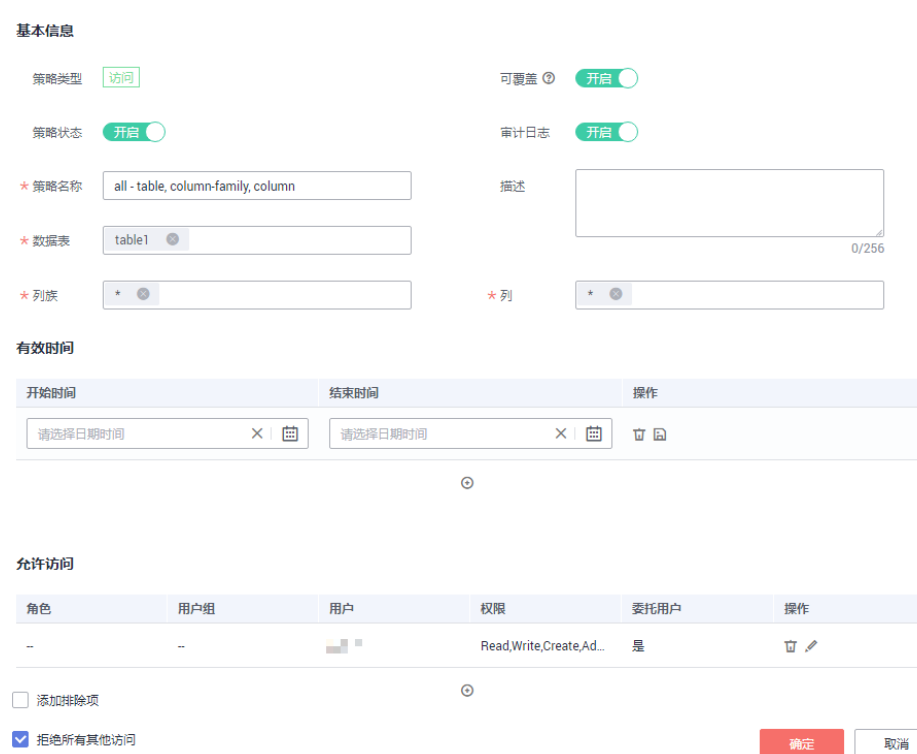 基本信息
策略类型 访问 可覆盖 开启
策略状态 开启 审计日志 开启
* 策略名称 all - table, column-family, column 描述
0/256
* 数据表 table1
* 列族 * * 列 *
有效时间
开始时间 结束时间 操作
请选择日期时间 请选择日期时间
允许访问
角色 用户组 用户 权限 委托用户 操作
-- -- Read,Write,Create,Ad... 是
添加排除项
拒绝所有其他访问
确定 取消